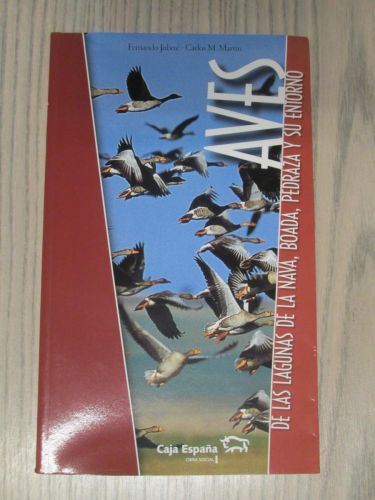 Fernando Jubete - Carlos M. Martín
AVES
DE LAS LAGUNAS DE LA NAVA, BOADA, PEDRAZA Y SU ENTORNO
Caja España
OBRA SOCIAL